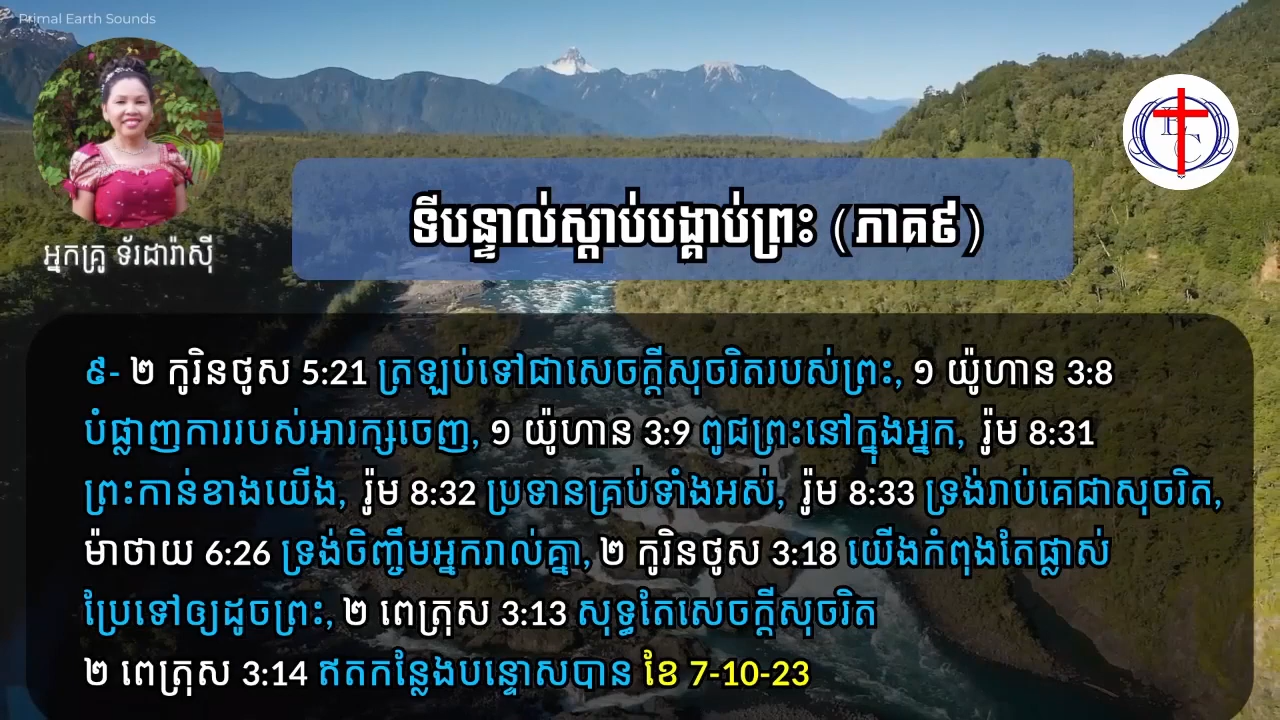 Primal Earth Sounds
អ្នកគ្រូ ទ័រដារ៉ាស៊ី
ទីបន្ទាល់ស្តាប់បង្គាប់ព្រះ (ភាគ៩)
៩- ២ កូរិនថូស 5:21 ត្រឡប់ទៅជាសេចក្តីសុចរិតរបស់ព្រះ, ១ យ៉ូហាន 3:8
បំផ្លាញការរបស់អារក្សចេញ, ១ យ៉ូហាន 3:9 ពូជព្រះនៅក្នុងអ្នក, រ៉ូម 8:31
ព្រះកាន់ខាងយើង, រ៉ូម 8:32 ប្រទានគ្រប់ទាំងអស់, រ៉ូម 8:33 ទ្រង់រាប់គេជាសុចរិត,
ម៉ាថាយ 6:26 ទ្រង់ចិញ្ចឹមអ្នករាល់គ្នា, ២ កូរិនថូស 3:18 យើងកំពុងតែផ្លាស់
ប្រែទៅឲ្យដូចព្រះ, ២ ពេត្រុស 3:13 សុទ្ធតែសេចក្តីសុចរិត
២ ពេត្រុស 3:14 ឥតកន្លែងបន្ទោសបាន ខែ 7-10-23